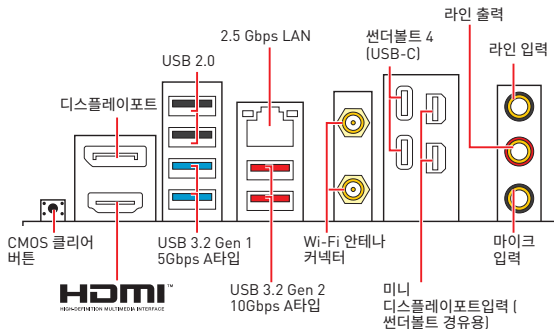 라인 출력
2.5 Gbps LAN
썬더볼트 4
(USB-C)
라인 입력
USB 2.0
디스플레이포트
CMOS 클리어
버튼
USB 3.2 Gen 1
5Gbps A타입
Wi-Fi 안테나
커넥터
마이크
입력
HDMI™
HIGH-DEFINITION MULTIMEDIA INTERFACE
USB 3.2 Gen 2
10Gbps A타입
미니
디스플레이포트입력 (
썬더볼트 경유용)